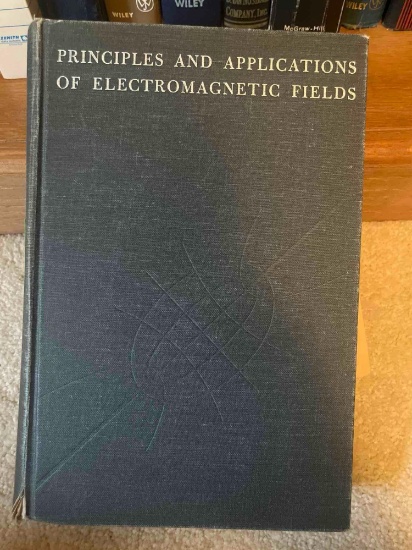 WILEY
WILEY
COMPANY, Inc.
McGraw-Hill
WILEY
PRINCIPLES AND APPLICATIONS
OF ELECTROMAGNETIC FIELDS